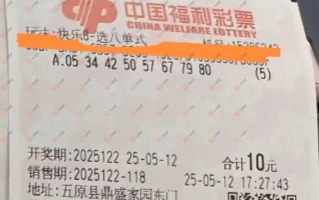 中国福利彩票
CHINA WELFARE LOTTERY
玩法:快乐8-选八单式
A.05 34 42 50 57 67 79 80 (5)
开奖期:2025122 25-05-12 合计10元
销售期:2025122-118 25-05-12 17:27:43
地址:五原县鼎盛家园东门